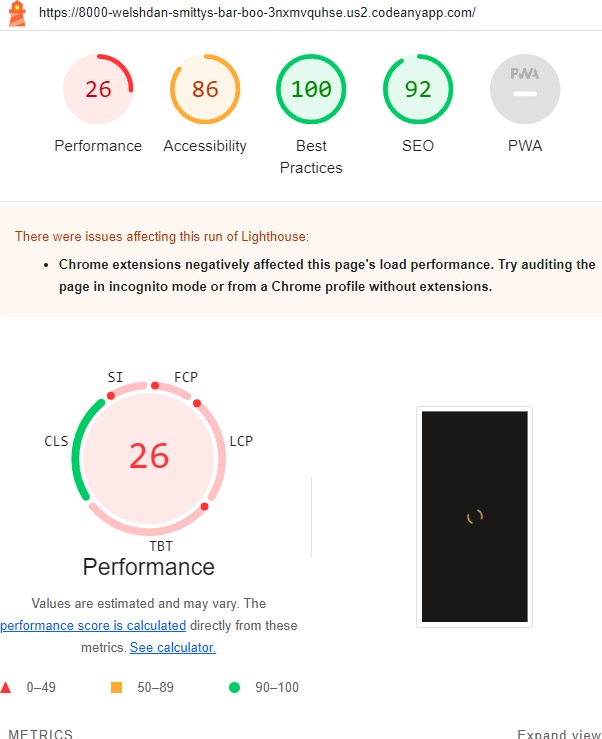 https://8000-welshdan-smittys-bar-boo-3nxmvquhse.us2.codeanyapp.com/
26 86 100 92 PWA
Performance Accessibility Best Practices SEO PWA
There were issues affecting this run of Lighthouse:
• Chrome extensions negatively affected this page's load performance. Try auditing the
page in incognito mode or from a Chrome profile without extensions.
SI FCP
CLS LCP
26
TBT
Performance
Values are estimated and may vary. The
performance score is calculated directly from these
metrics. See calculator.
0–49 50–89 90–100
METRICS Expand view